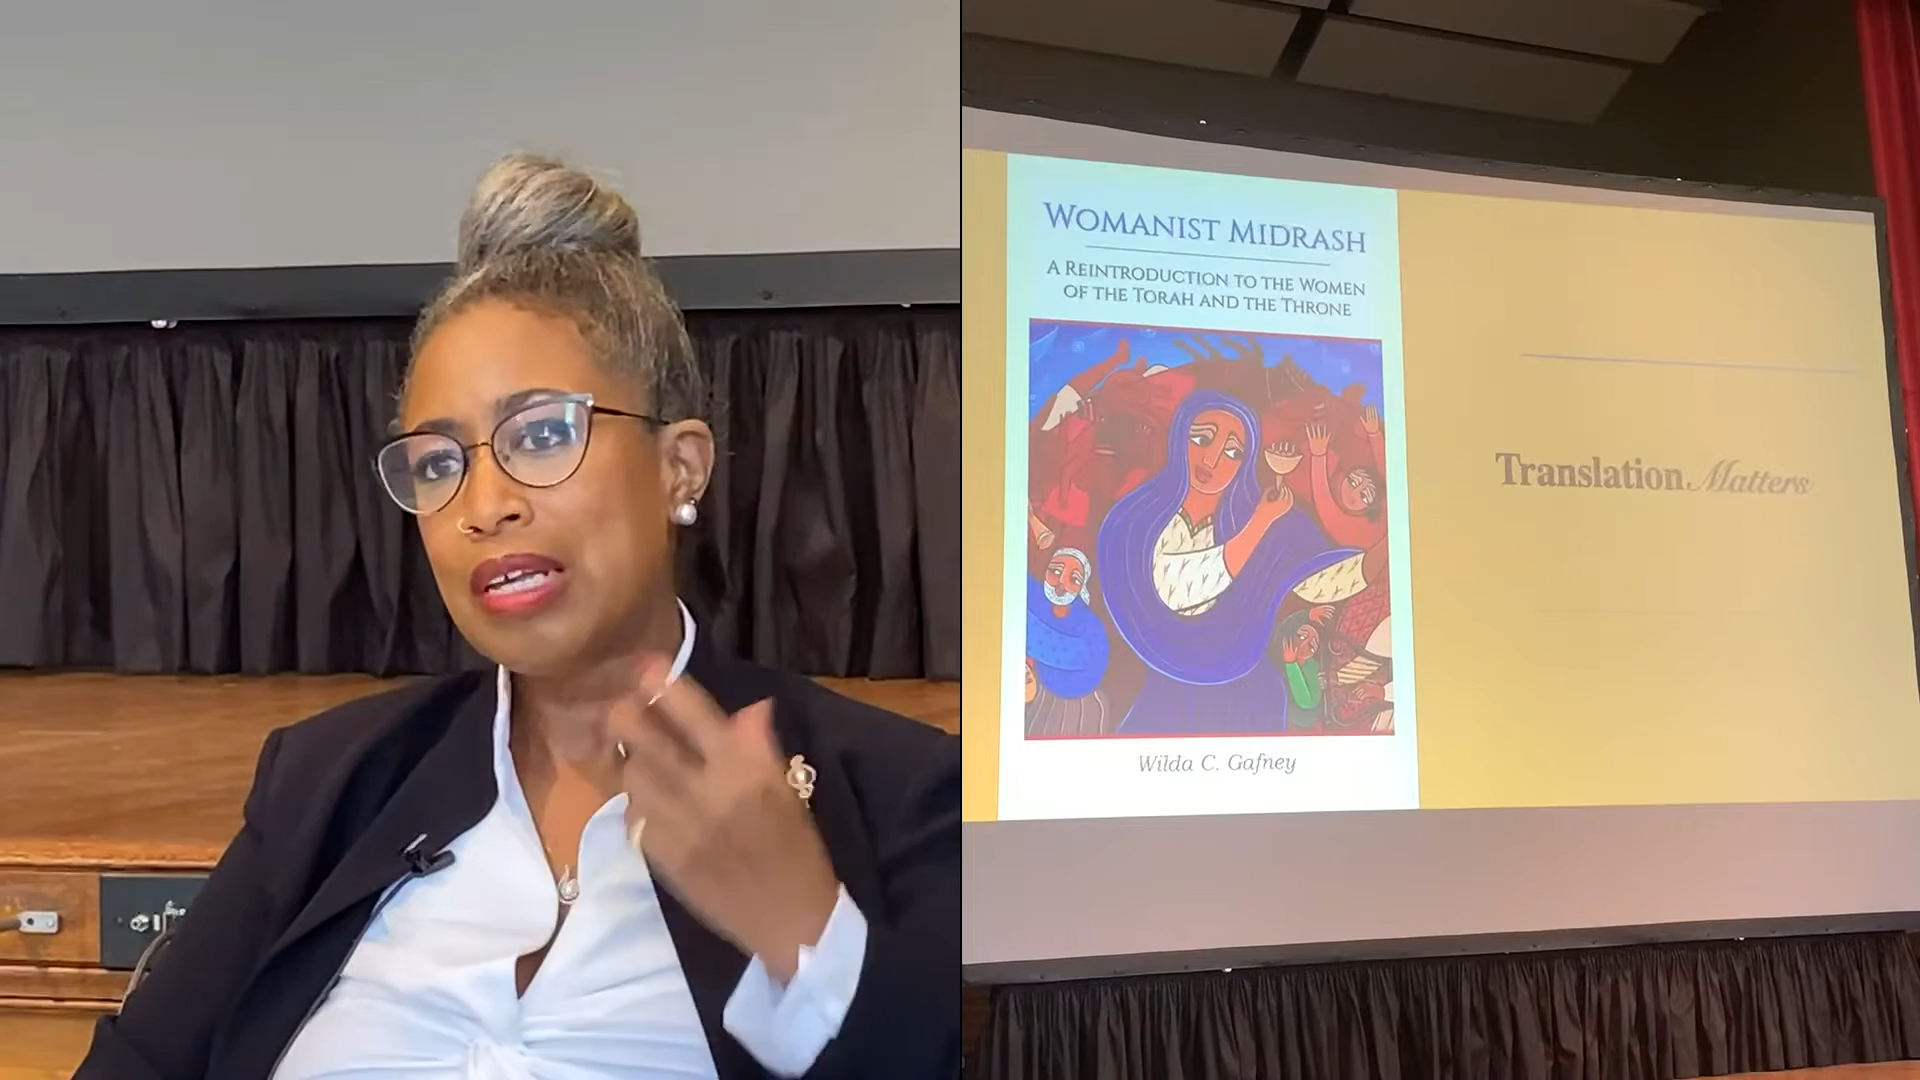 WOMANIST MIDRASH
A REINTRODUCTION TO THE WOMEN
OF THE TORAH AND THE THRONE
Wilda C. Gafney
Translation Matters